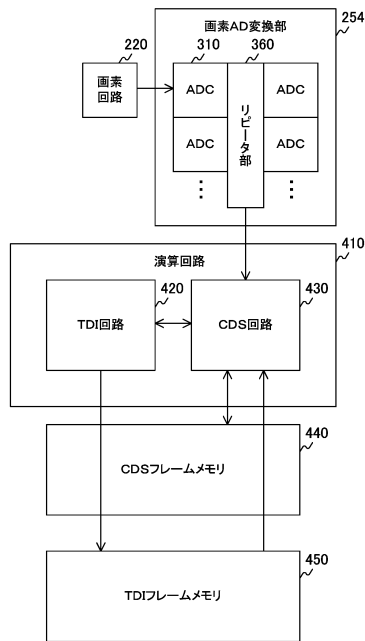 画素AD変換部
254
220
310
360
画素
回路
ADC
リピータ部
ADC
ADC
ADC
演算回路
410
420
430
TDI回路
CDS回路
440
CDSフレームメモリ
450
TDIフレームメモリ